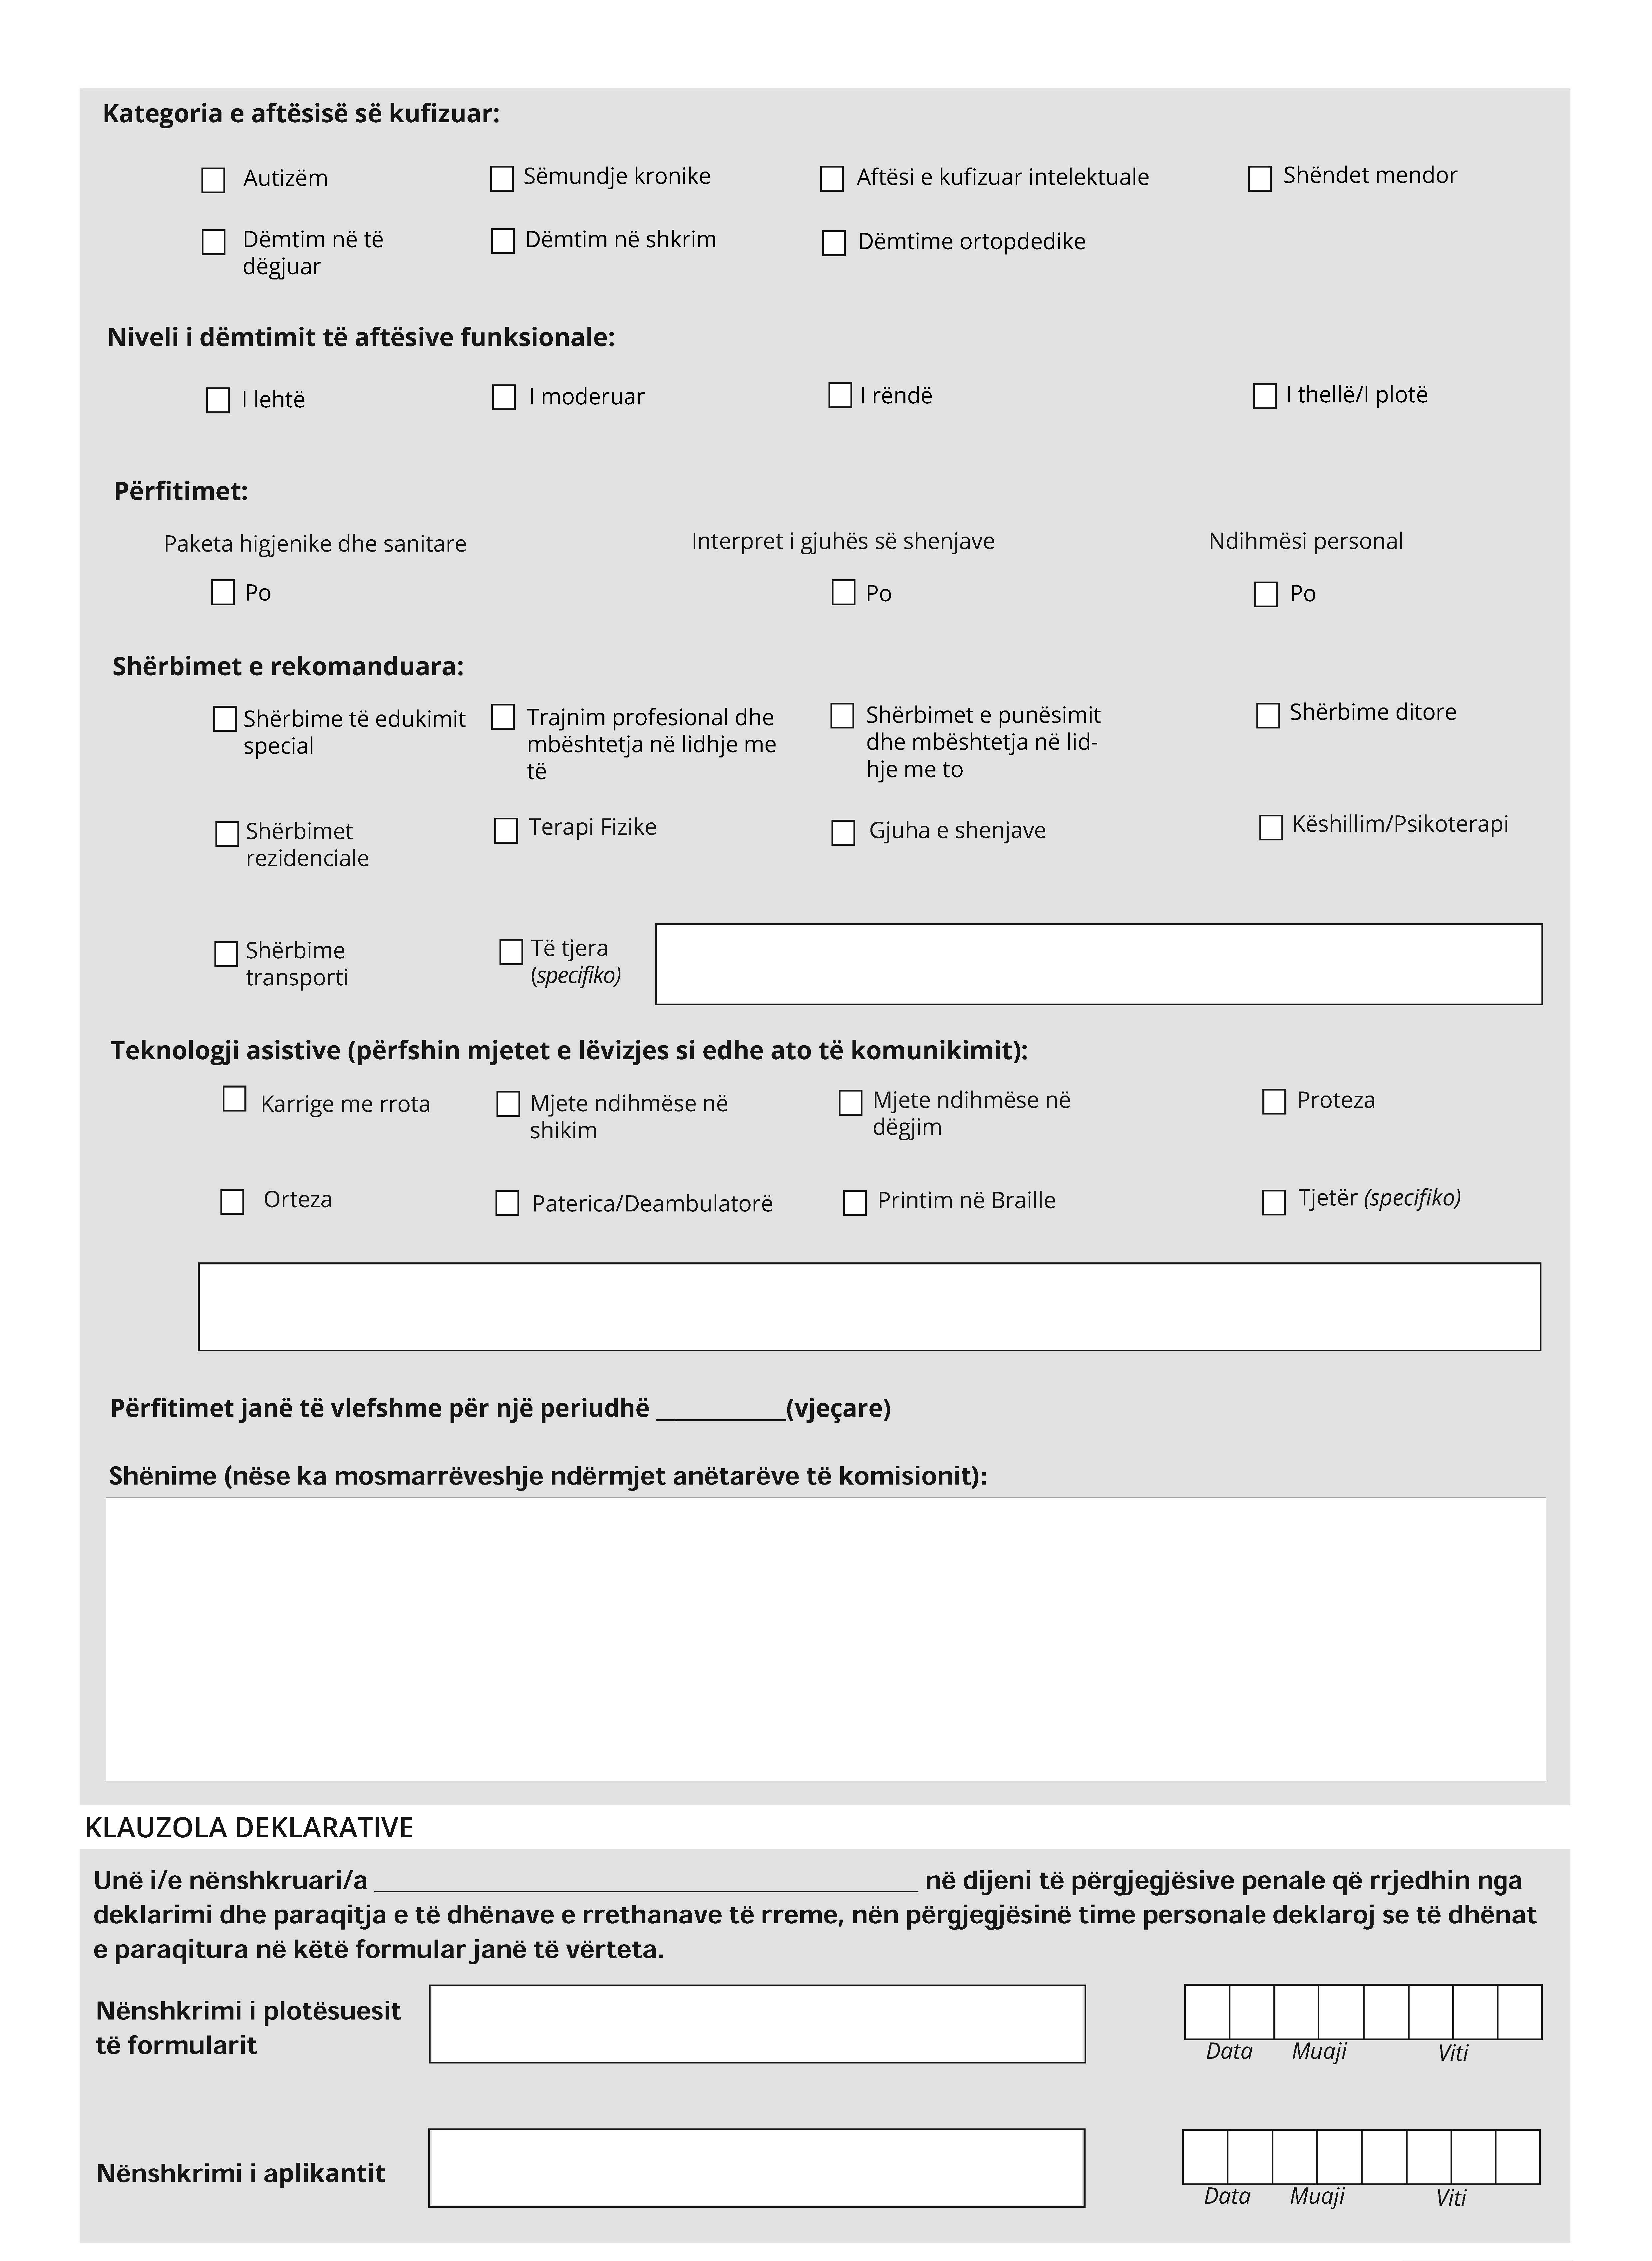 Kategoria e aftësisë së kufizuar:
Autizëm
Sëmundje kronike
Aftësi e kufizuar intelektuale
Shëndet mendor
Dëmtim në të
dëgjuar
Dëmtim në shkrim
Dëmtime ortopdedike
Niveli i dëmtimit të aftësive funksionale:
I lehtë
I moderuar
I rëndë
I thellë/I plotë
Përfitimet:
Paketa higjenike dhe sanitare
Interpret i gjuhës së shenjave
Ndihmësi personal
Po
Po
Po
Shërbimet e rekomanduara:
Shërbime të edukimit
special
Trajnim profesional dhe
mbështetja në lidhje me
të
Shërbimet e punësimit
dhe mbështetja në lid-
hje me to
Shërbime ditore
Shërbimet
rezidenciale
Terapi Fizike
Gjuha e shenjave
Këshillim/Psikoterapi
Shërbime
transporti
Të tjera
(specifiko)
Teknologji asistive (përfshin mjetet e lëvizjes si edhe ato të komunikimit):
Karrige me rrota
Mjete ndihmëse në
shikim
Mjete ndihmëse në
dëgjim
Proteza
Orteza
Paterica/Deambulatorë
Printim në Braille
Tjetër (specifiko)
Përfitimet janë të vlefshme për një periudhë __________(vjeçare)
Shënime (nëse ka mosmarrëveshje ndërmjet anëtarëve të komisionit):
KLAUZOLA DEKLARATIVE
Unë i/e nënshkruari/a ________________________________________ në dijeni të përgjegjësive penale që rrjedhin nga
deklarimi dhe paraqitja e të dhënave e rrethanave të rreme, nën përgjegjësinë time personale deklaroj se të dhënat
e paraqitura në këtë formular janë të vërteta.
Nënshkrimi i plotësuesit
të formularit
Data Muaji Viti
Nënshkrimi i aplikantit
Data Muaji Viti